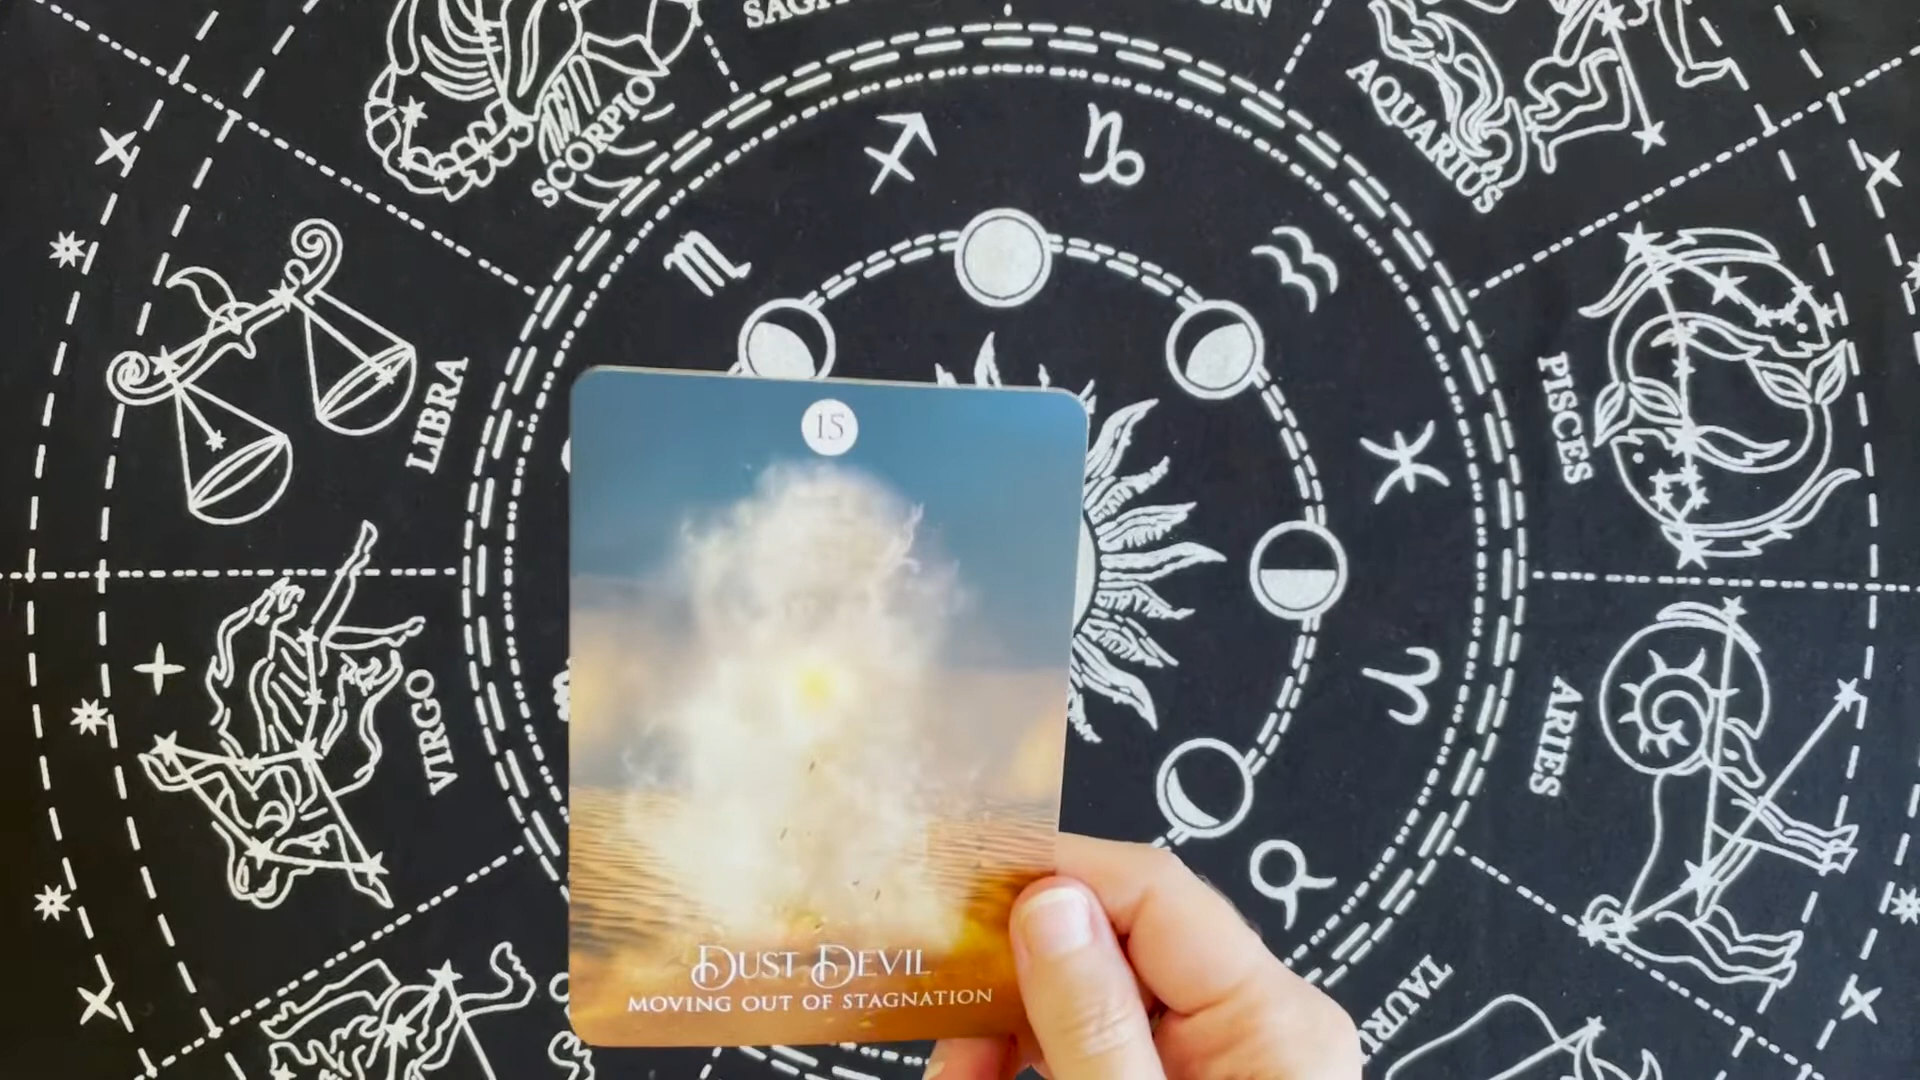 SCORPIO
AQUARIUS
LIBRA
PISCES
15
VIRGO
ARIES
DUST DEVIL
MOVING OUT OF STAGNATION